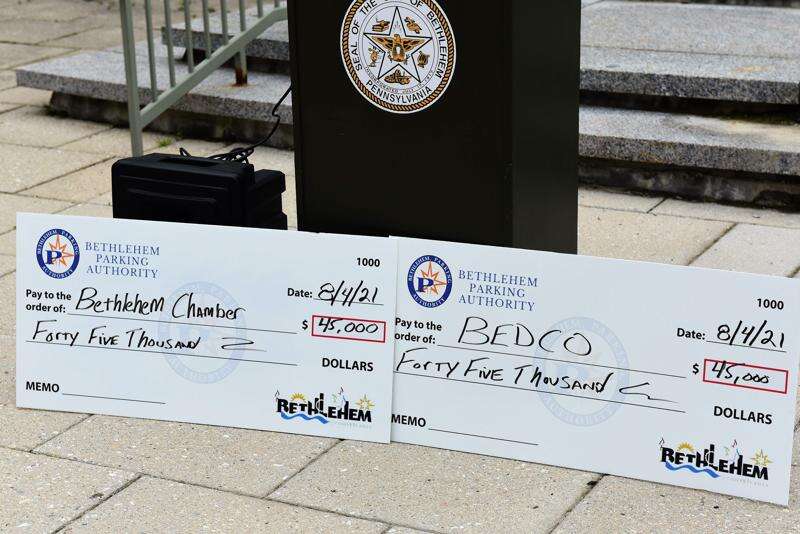 SEAL OF THE CITY OF BETHLEHEM
PENNSYLVANIA
BETHLEHEM
PARKING
AUTHORITY
1000
Pay to the
order of: Bethlehem Chamber
Date: 8/4/21
$ 45,000
Forty Five Thousand
DOLLARS
MEMO
BETHLEHEM
BETHLEHEM
PARKING
AUTHORITY
1000
Pay to the
order of: BEDCO
Date: 8/4/21
$ 45,000
Forty Five Thousand
DOLLARS
MEMO
BETHLEHEM